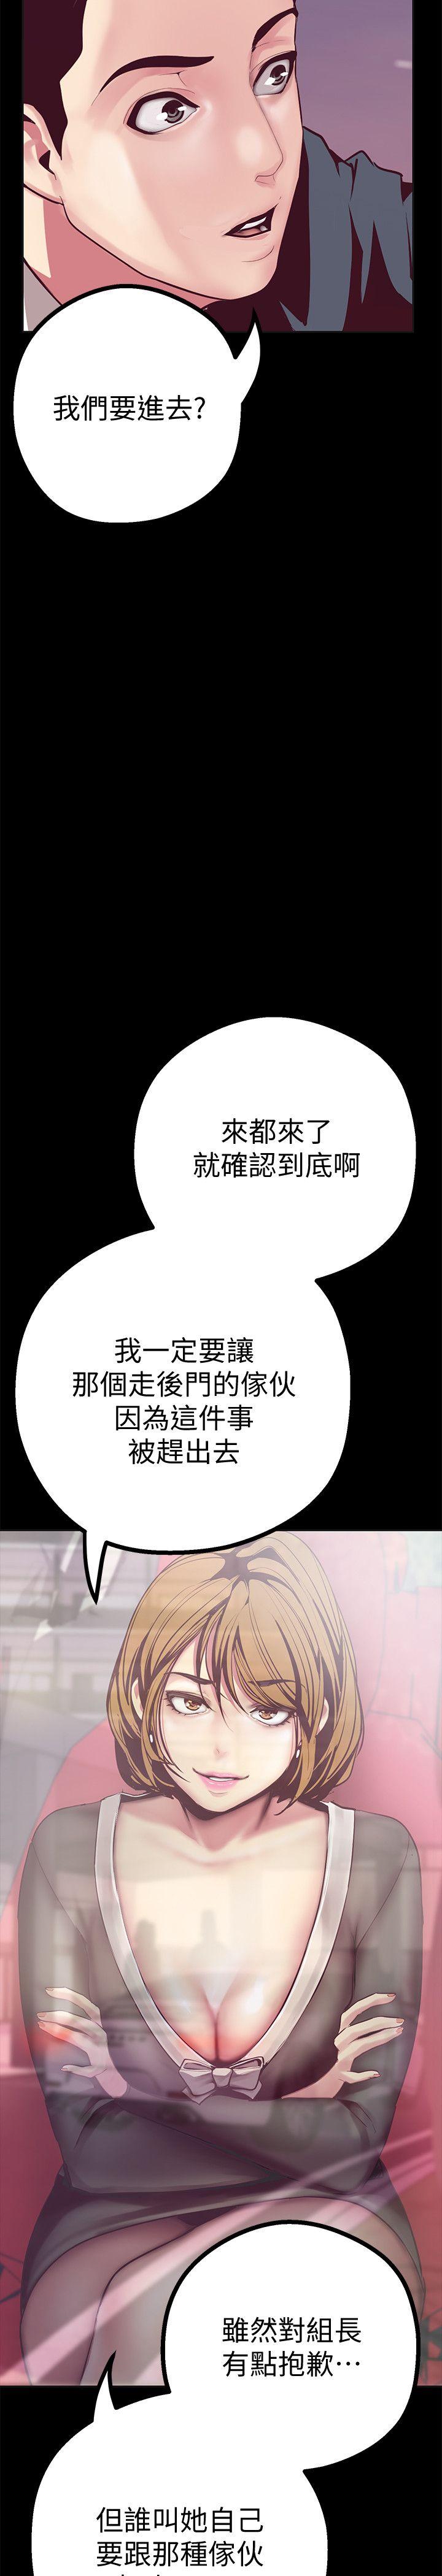 我們要進去?
來都來了
就確認到底啊
我一定要讓
那個走後門的傢伙
因為這件事
被趕出去
雖然對組長
有點抱歉…
但誰叫她自己
要跟那種傢伙